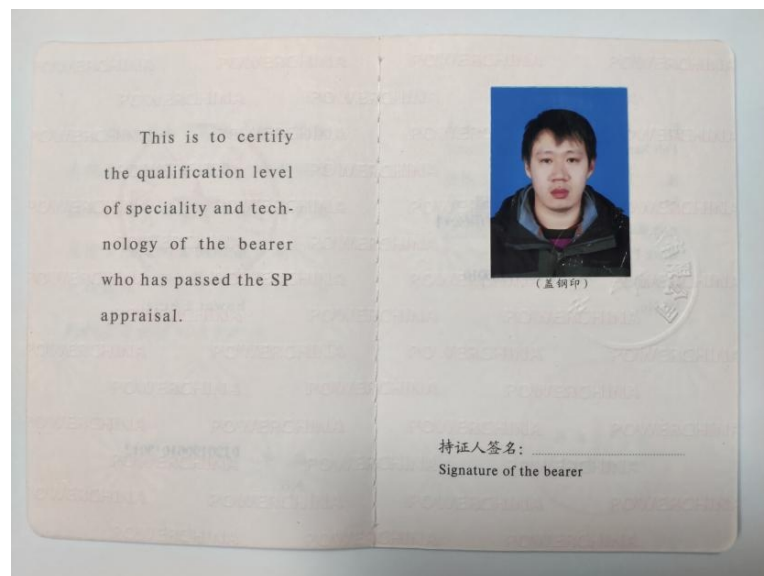 This is to certify
the qualification level
of speciality and tech-
nology of the bearer
who has passed the SP
appraisal.
(盖钢印)
持证人签名:
Signature of the bearer
POWERCHINA